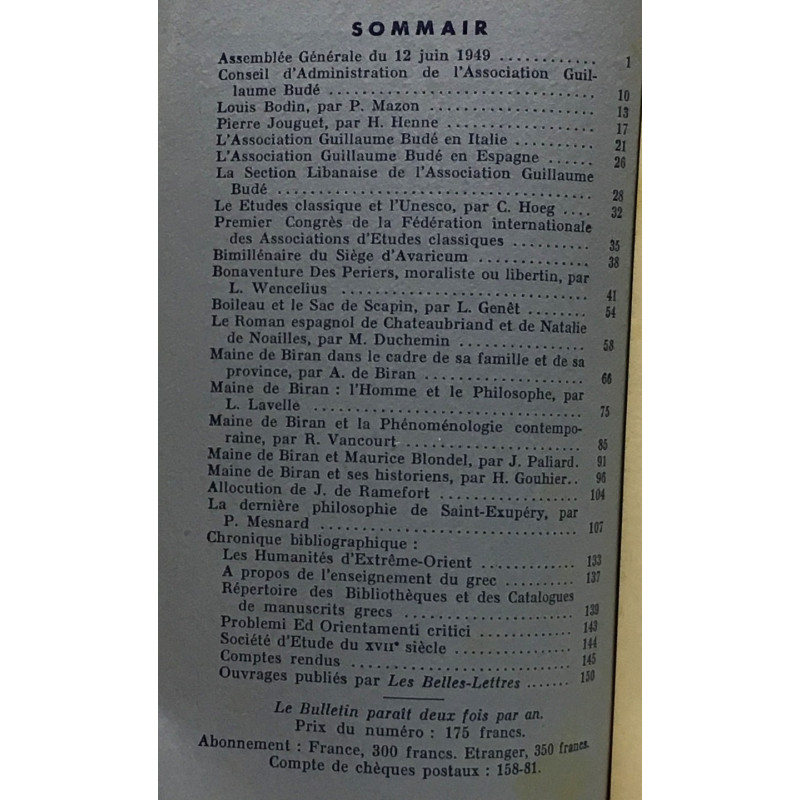 SOMMAIR
Assemblée Générale du 12 juin 1949 ............ 1
Conseil d'Administration de l'Association Guil-
laume Budé .................................. 10
Louis Bodin, par P. Mazon ..................... 13
Pierre Jouguet, par H. Henne .................. 17
L'Association Guillaume Budé en Italie ......... 21
L'Association Guillaume Budé en Espagne ...... 26
La Section Libanaise de l'Association Guillaume
Budé ....................................... 28
Le Etudes classique et l'Unesco, par C. Hoeg .... 32
Premier Congrès de la Fédération internationale
des Associations d'Etudes classiques .......... 35
Bimillénaire du Siège d'Avaricum .............. 38
Bonaventure Des Periers, moraliste ou libertin, par
L. Wencelius ............................... 41
Boileau et le Sac de Scapin, par L. Genêt ........ 54
Le Roman espagnol de Chateaubriand et de Natalie
de Noailles, par M. Duchemin ................ 58
Maine de Biran dans le cadre de sa famille et de sa
province, par A. de Biran .................... 66
Maine de Biran : l'Homme et le Philosophe, par
L. Lavelle ................................. 75
Maine de Biran et la Phénoménologie contempo-
raine, par R. Vancourt ...................... 85
Maine de Biran et Maurice Blondel, par J. Paliard. 91
Maine de Biran et ses historiens, par H. Gouhier.. 96
Allocution de J. de Ramefort .................. 104
La dernière philosophie de Saint-Exupéry, par
P. Mesnard ................................ 107
Chronique bibliographique :
Les Humanités d'Extrême-Orient ............. 133
A propos de l'enseignement du grec .......... 137
Répertoire des Bibliothèques et des Catalogues
de manuscrits grecs ....................... 139
Problemi Ed Orientamenti critici ............ 143
Société d'Etude du XVIIe siècle .............. 144
Comptes rendus ........................... 145
Ouvrages publiés par Les Belles-Lettres ....... 150
Le Bulletin paraît deux fois par an.
Prix du numéro : 175 francs.
Abonnement : France, 300 francs. Etranger, 350 francs.
Compte de chèques postaux : 158-81.